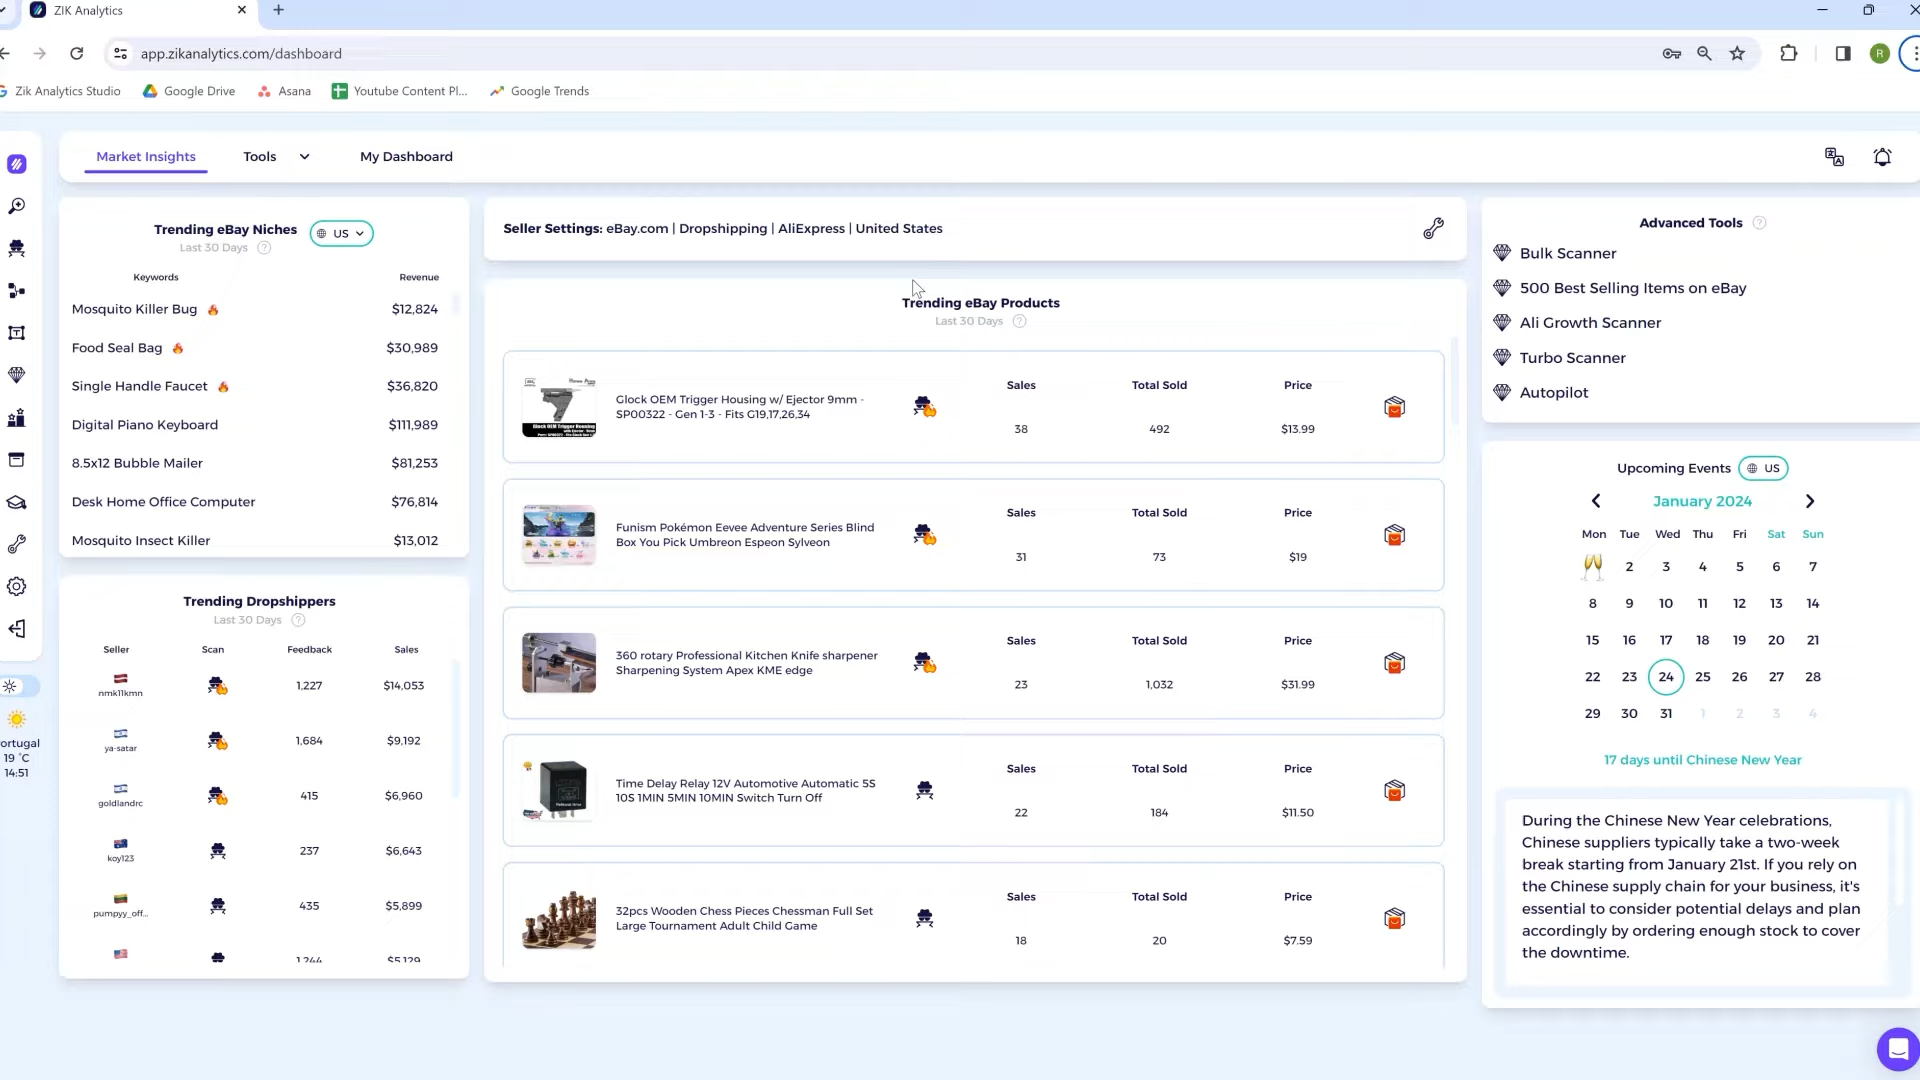 ZIK Analytics
app.zikanalytics.com/dashboard
R
Zik Analytics Studio
Google Drive
Asana
Youtube Content Pl...
Google Trends
Market Insights
Tools
My Dashboard
Trending eBay Niches
US
Last 30 Days
?
Keywords
Revenue
Mosquito Killer Bug
$12,824
Food Seal Bag
$30,989
Single Handle Faucet
$36,820
Digital Piano Keyboard
$111,989
8.5x12 Bubble Mailer
$81,253
Desk Home Office Computer
$76,814
Mosquito Insect Killer
$13,012
Trending Dropshippers
Last 30 Days
?
Seller
Scan
Feedback
Sales
nmk11kmn
1,227
$14,053
ya-satar
1,684
$9,192
goldlandrc
415
$6,960
koy123
237
$6,643
pumpyy_off...
435
$5,899
1,244
$5,129
ortugal
19 °C
14:51
Seller Settings: eBay.com | Dropshipping | AliExpress | United States
Trending eBay Products
Last 30 Days
?
Glock OEM Trigger Housing w/ Ejector 9mm -
SP00322 - Gen 1-3 - Fits G19,17,26,34
Sales
Total Sold
Price
38
492
$13.99
Funism Pokémon Eevee Adventure Series Blind
Box You Pick Umbreon Espeon Sylveon
Sales
Total Sold
Price
31
73
$19
360 rotary Professional Kitchen Knife sharpener
Sharpening System Apex KME edge
Sales
Total Sold
Price
23
1,032
$31.99
Time Delay Relay 12V Automotive Automatic 5S
10S 1MIN 5MIN 10MIN Switch Turn Off
Sales
Total Sold
Price
22
184
$11.50
32pcs Wooden Chess Pieces Chessman Full Set
Large Tournament Adult Child Game
Sales
Total Sold
Price
18
20
$7.59
Advanced Tools
?
Bulk Scanner
500 Best Selling Items on eBay
Ali Growth Scanner
Turbo Scanner
Autopilot
Upcoming Events
US
January 2024
Mon Tue Wed Thu Fri Sat Sun
2 3 4 5 6 7
8 9 10 11 12 13 14
15 16 17 18 19 20 21
22 23 24 25 26 27 28
29 30 31 1 2 3 4
17 days until Chinese New Year
During the Chinese New Year celebrations,
Chinese suppliers typically take a two-week
break starting from January 21st. If you rely on
the Chinese supply chain for your business, it's
essential to consider potential delays and plan
accordingly by ordering enough stock to cover
the downtime.